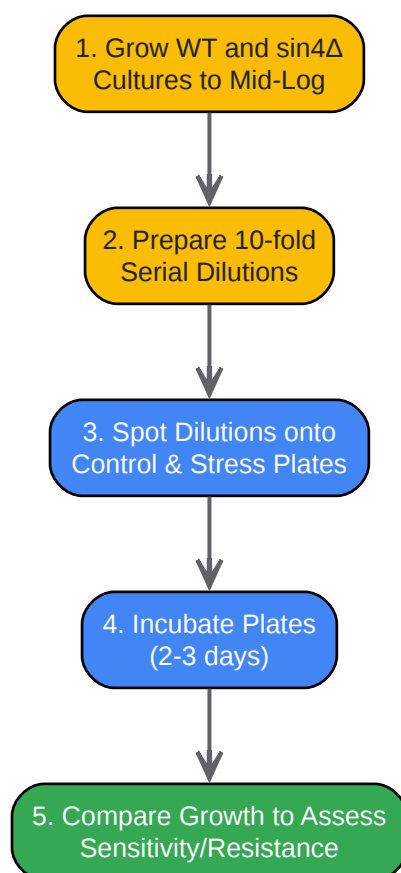 1. Grow WT and sin4Δ
Cultures to Mid-Log
2. Prepare 10-fold
Serial Dilutions
3. Spot Dilutions onto
Control & Stress Plates
4. Incubate Plates
(2-3 days)
5. Compare Growth to Assess
Sensitivity/Resistance